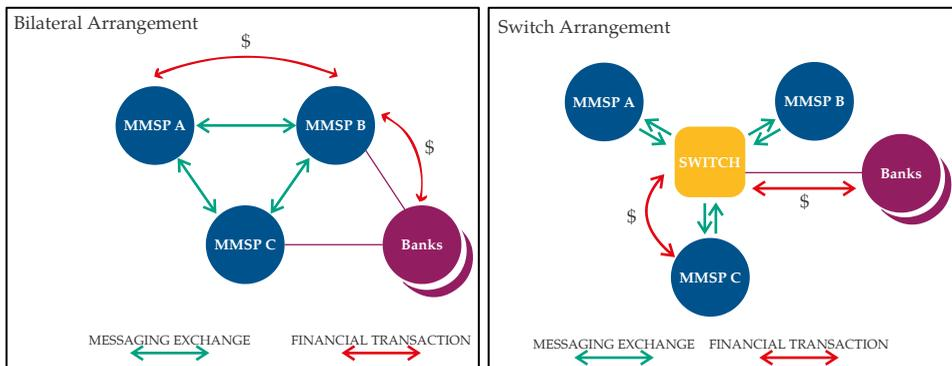 Bilateral Arrangement
$
MMSP A
MMSP B
$
MMSP C
Banks
MESSAGING EXCHANGE
FINANCIAL TRANSACTION
Switch Arrangement
MMSP A
MMSP B
SWITCH
Banks
$
$
MMSP C
MESSAGING EXCHANGE
FINANCIAL TRANSACTION